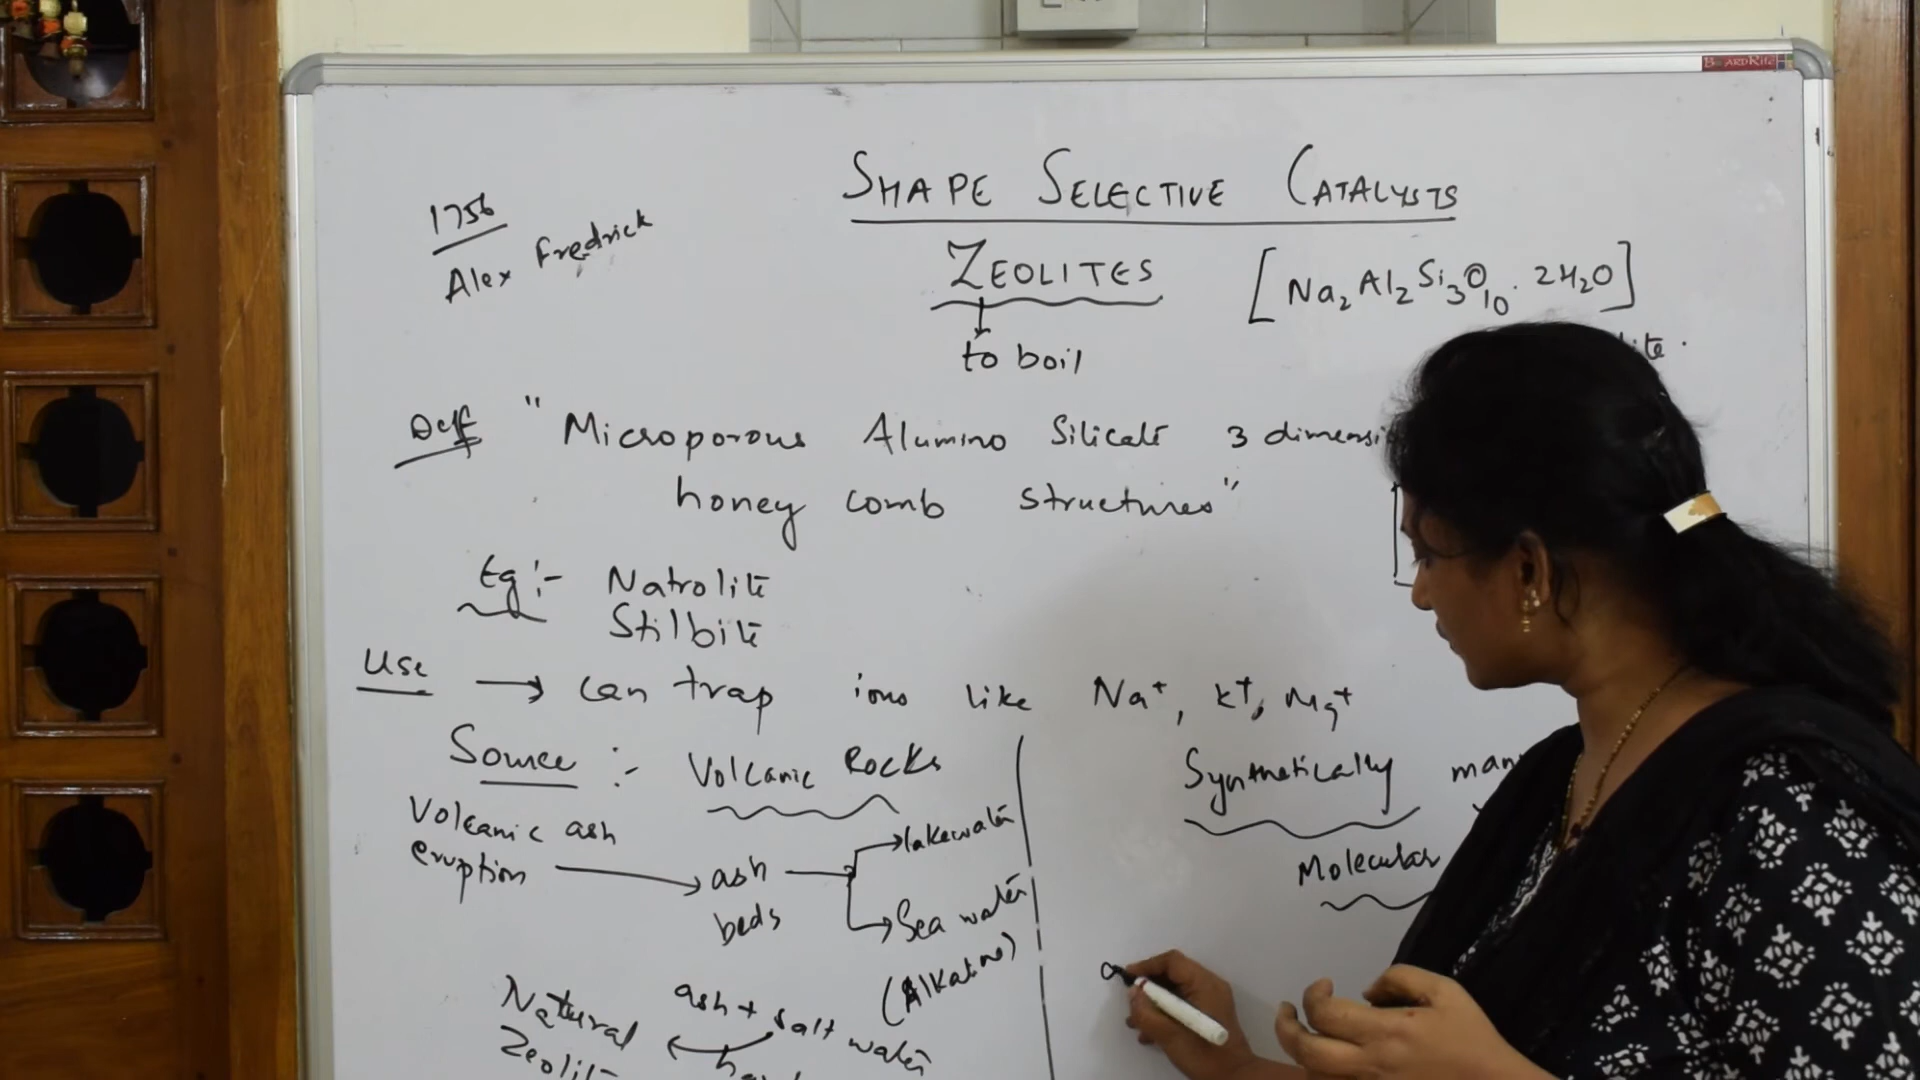 BoARDRite
SHAPE SELECTIVE CATALYSTS
1756
Alex Fredrick
ZEOLITES [Na₂Al₂Si₃O₁₀. 2H₂O]
to boil
Def "Microporous Alumino Silicate 3 dimensi
honey comb structures"
Eg:- Natrolite
Stilbite
Use → can trap ions like Na⁺, K⁺, Mg⁺
Source :- Volcanic Rocks
Volcanic ash
eruption → ash
beds
lakewater
Sea water
(Alkaline)
ash + salt water
Natural
Synthetically
Molecular